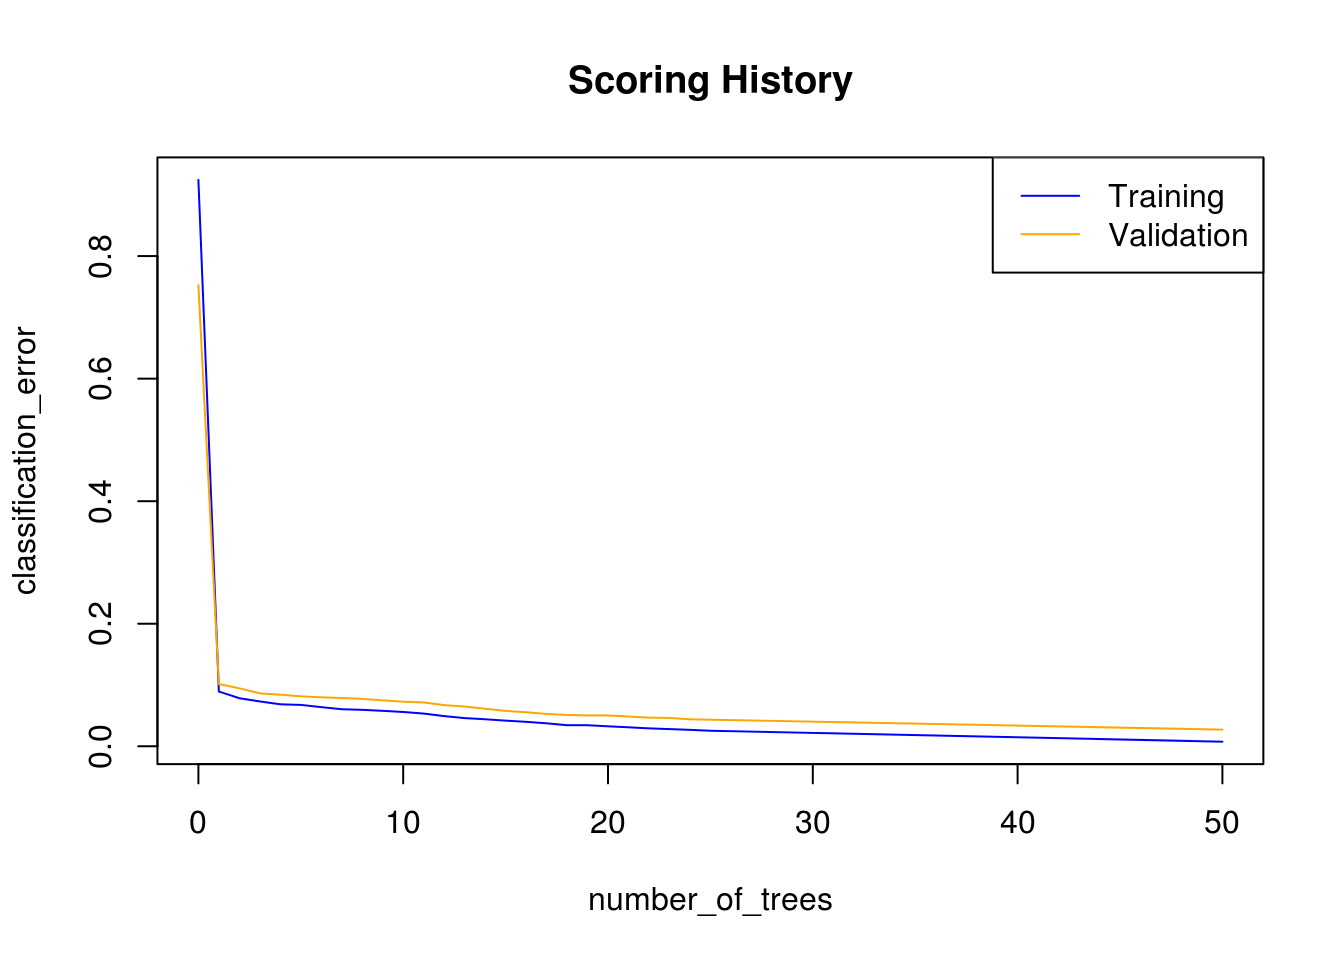 Scoring History
Training
Validation
classification_error
0.8
0.6
0.4
0.2
0.0
0 10 20 30 40 50
number_of_trees